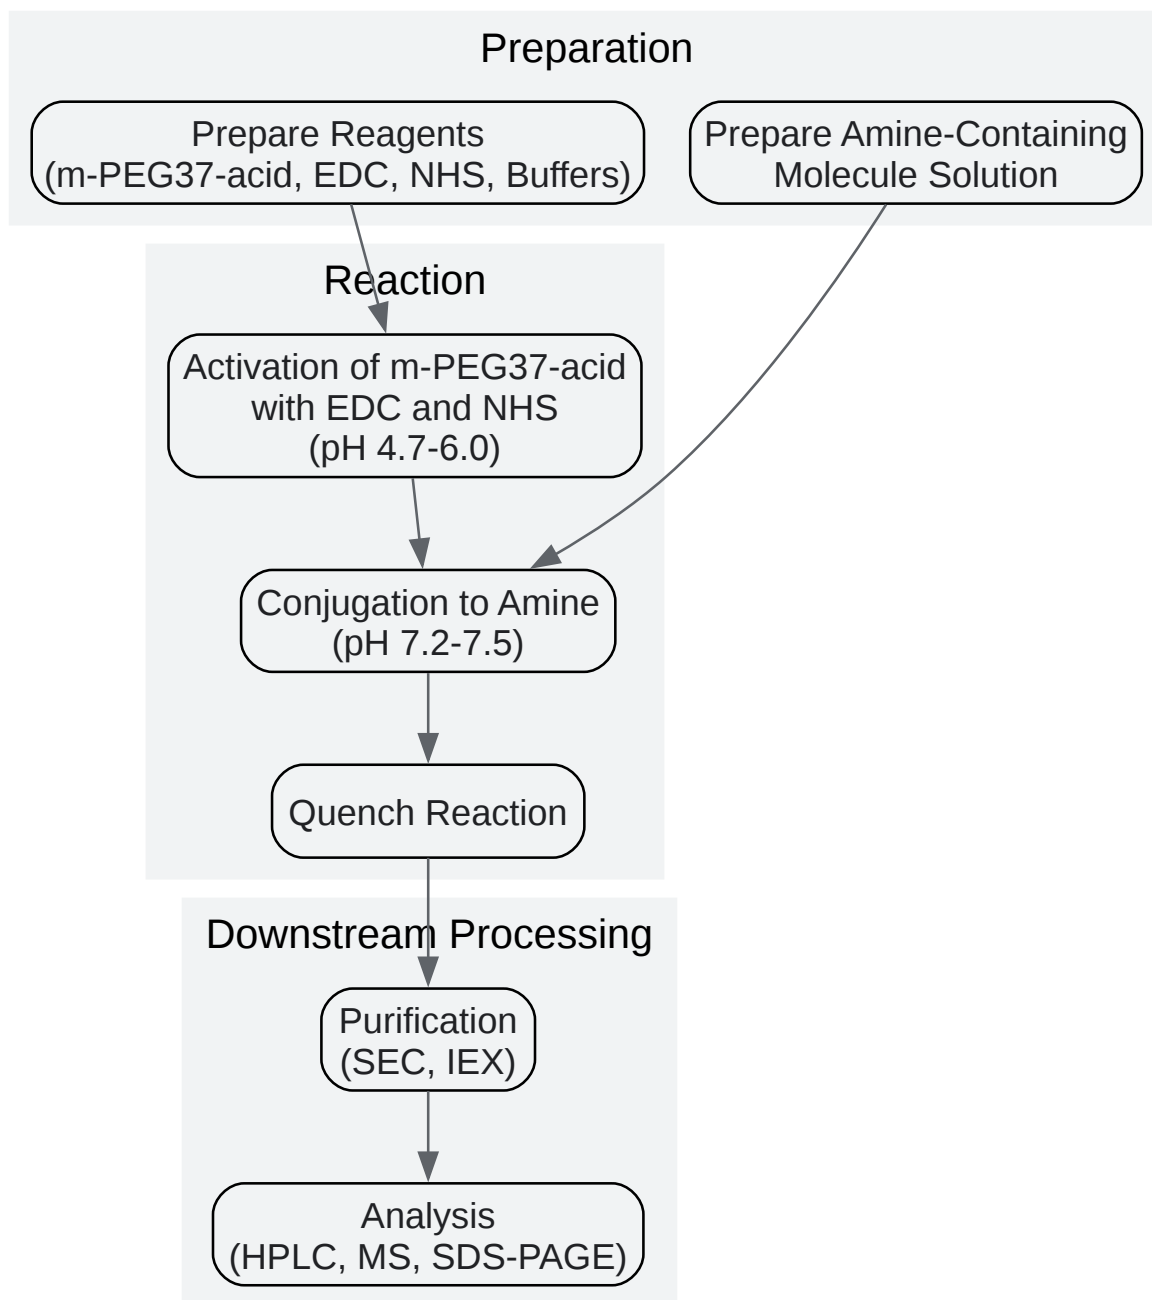 Preparation
Prepare Reagents
(m-PEG37-acid, EDC, NHS, Buffers)
Prepare Amine-Containing
Molecule Solution
Reaction
Activation of m-PEG37-acid
with EDC and NHS
(pH 4.7-6.0)
Conjugation to Amine
(pH 7.2-7.5)
Quench Reaction
Downstream Processing
Purification
(SEC, IEX)
Analysis
(HPLC, MS, SDS-PAGE)